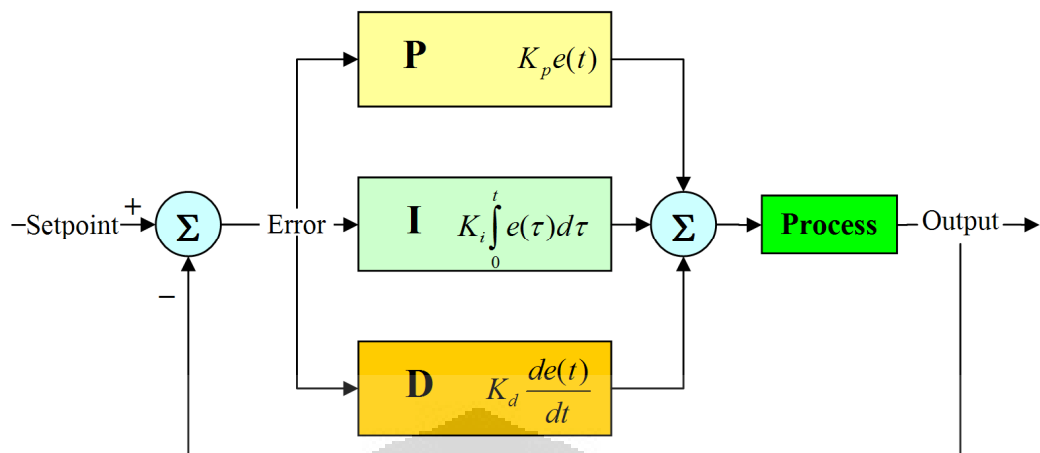 P K_p e(t)
–Setpoint + Σ Error I K_i ∫_0^t e(τ)dτ Σ Process Output
–
D K_d de(t)/dt